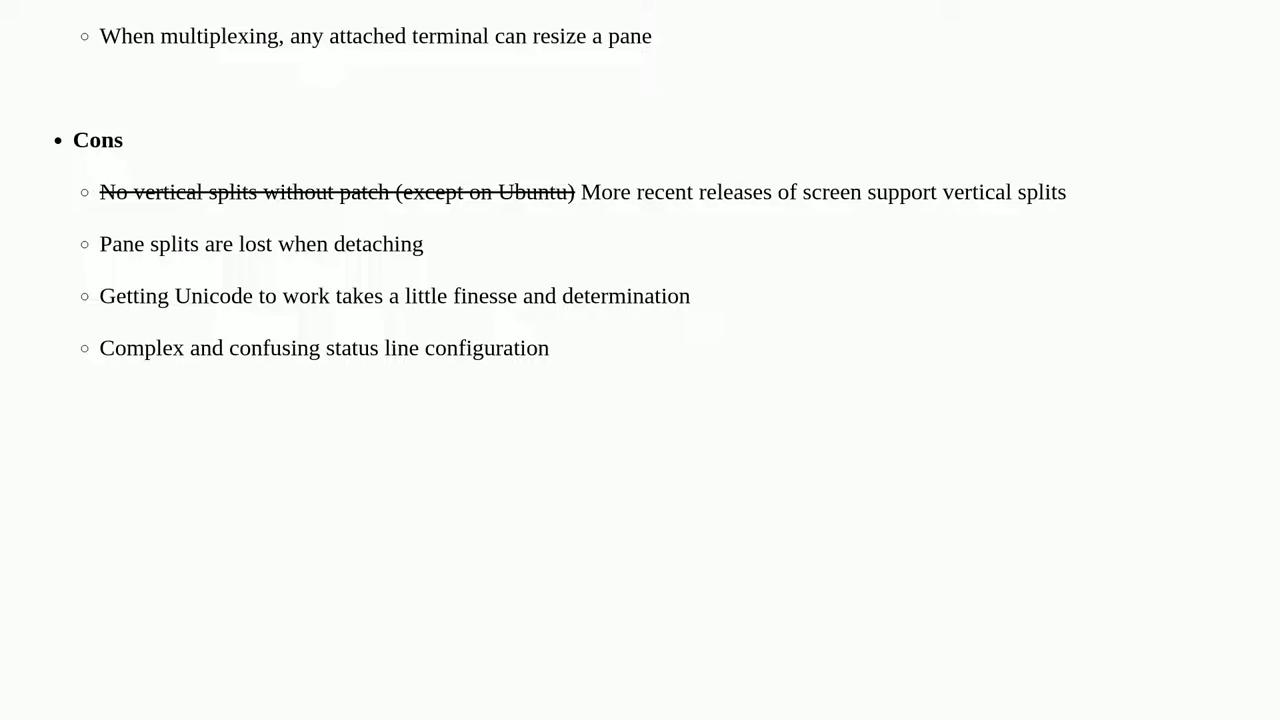 When multiplexing, any attached terminal can resize a pane
Cons
No vertical splits without patch (except on Ubuntu) More recent releases of screen support vertical splits
Pane splits are lost when detaching
Getting Unicode to work takes a little finesse and determination
Complex and confusing status line configuration